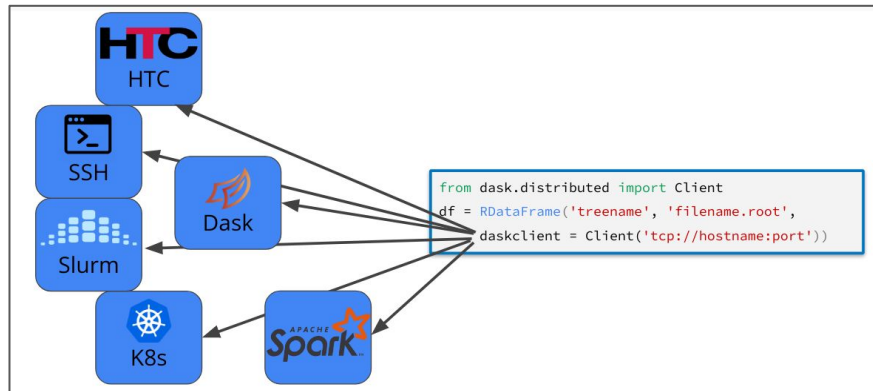 HTC
HTC
SSH
Dask
Slurm
K8s
APACHE
Spark
from dask.distributed import Client
df = RDataFrame('treename', 'filename.root',
daskclient = Client('tcp://hostname:port'))